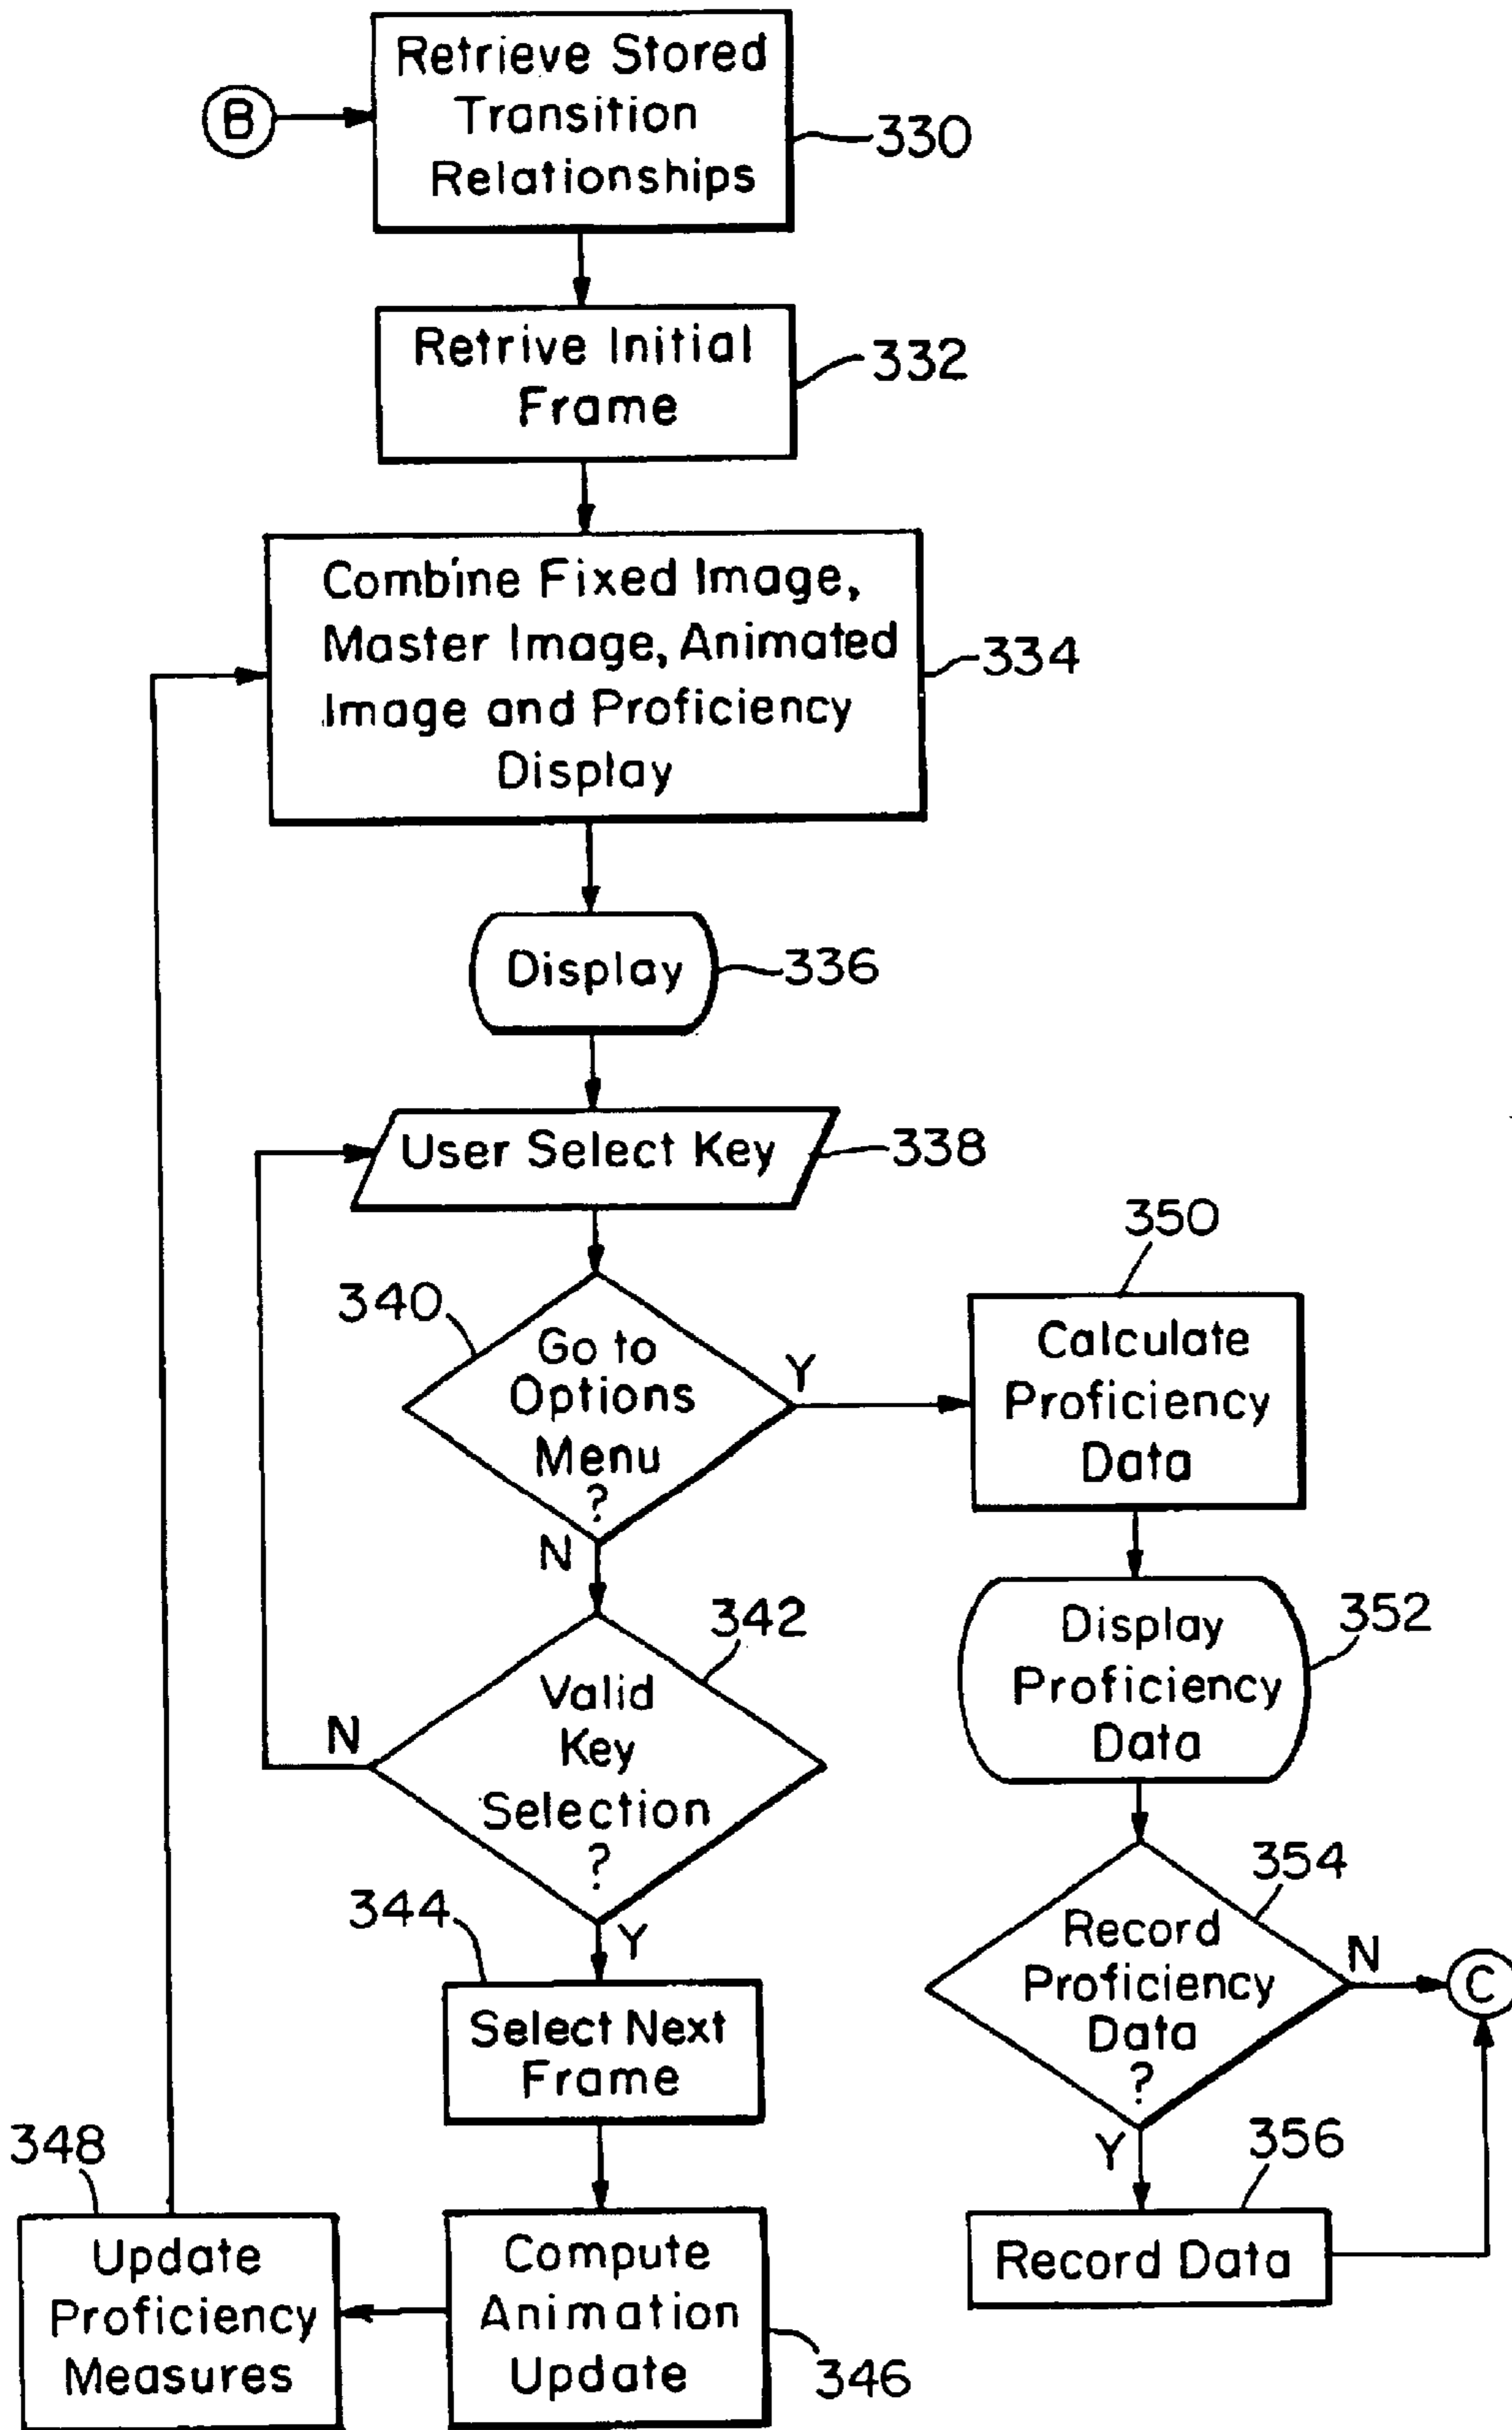 B
Retrieve Stored
Transition
Relationships
330
Retrive Initial
Frame
332
Combine Fixed Image,
Master Image, Animated
Image and Proficiency
Display
334
Display
336
User Select Key
338
340
Go to
Options
Menu
?
Y
N
350
Calculate
Proficiency
Data
342
Valid
Key
Selection
?
N
Y
352
Display
Proficiency
Data
344
Select Next
Frame
354
Record
Proficiency
Data
?
N
C
Y
348
Update
Proficiency
Measures
Compute
Animation
Update
346
356
Record Data